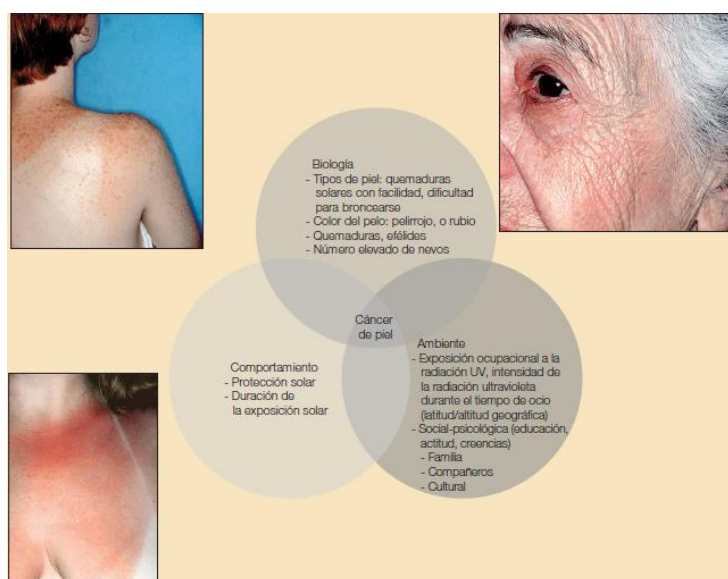 Biología
- Tipos de piel: quemaduras
solares con facilidad, dificultad
para broncearse
- Color del pelo: pelirrojo, o rubio
- Quemaduras, efélides
- Número elevado de nevos
Cáncer
de piel
Comportamiento
- Protección solar
- Duración de
la exposición solar
Ambiente
- Exposición ocupacional a la
radiación UV, intensidad de
la radiación ultravioleta
durante el tiempo de ocio
(latitud/altitud geográfica)
- Social-psicológica (educación,
actitud, creencias)
- Familia
- Compañeros
- Cultural